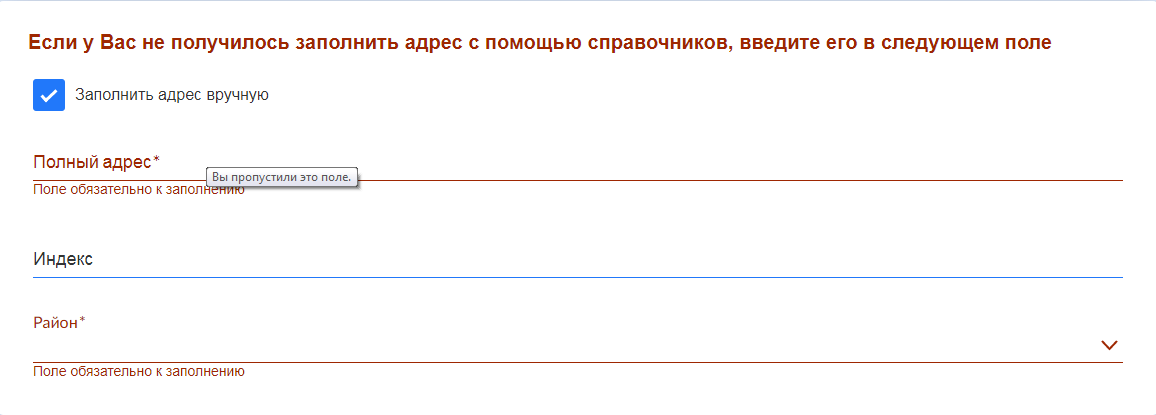 Если у Вас не получилось заполнить адрес с помощью справочников, введите его в следующем поле
Заполнить адрес вручную
Полный адрес*
Вы пропустили это поле.
Поле обязательно к заполнению
Индекс
Район*
Поле обязательно к заполнению